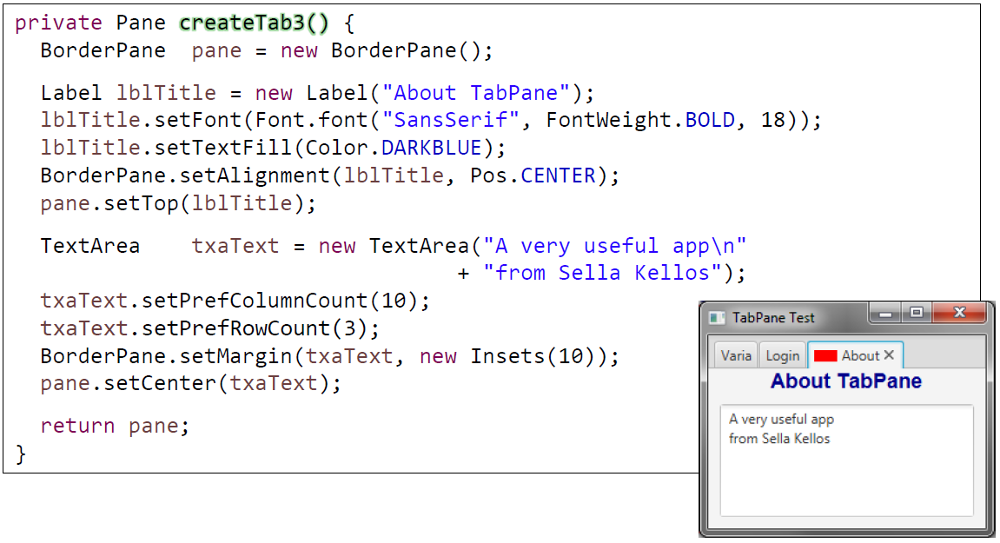 private Pane createTab3() {
BorderPane pane = new BorderPane();
Label lblTitle = new Label("About TabPane");
lblTitle.setFont(Font.font("SansSerif", FontWeight.BOLD, 18));
lblTitle.setTextFill(Color.DARKBLUE);
BorderPane.setAlignment(lblTitle, Pos.CENTER);
pane.setTop(lblTitle);
TextArea txaText = new TextArea("A very useful app\n"
+ "from Sella Kellos");
txaText.setPrefColumnCount(10);
txaText.setPrefRowCount(3);
BorderPane.setMargin(txaText, new Insets(10));
pane.setCenter(txaText);
return pane;
}
TabPane Test
Varia Login About
About TabPane
A very useful app
from Sella Kellos